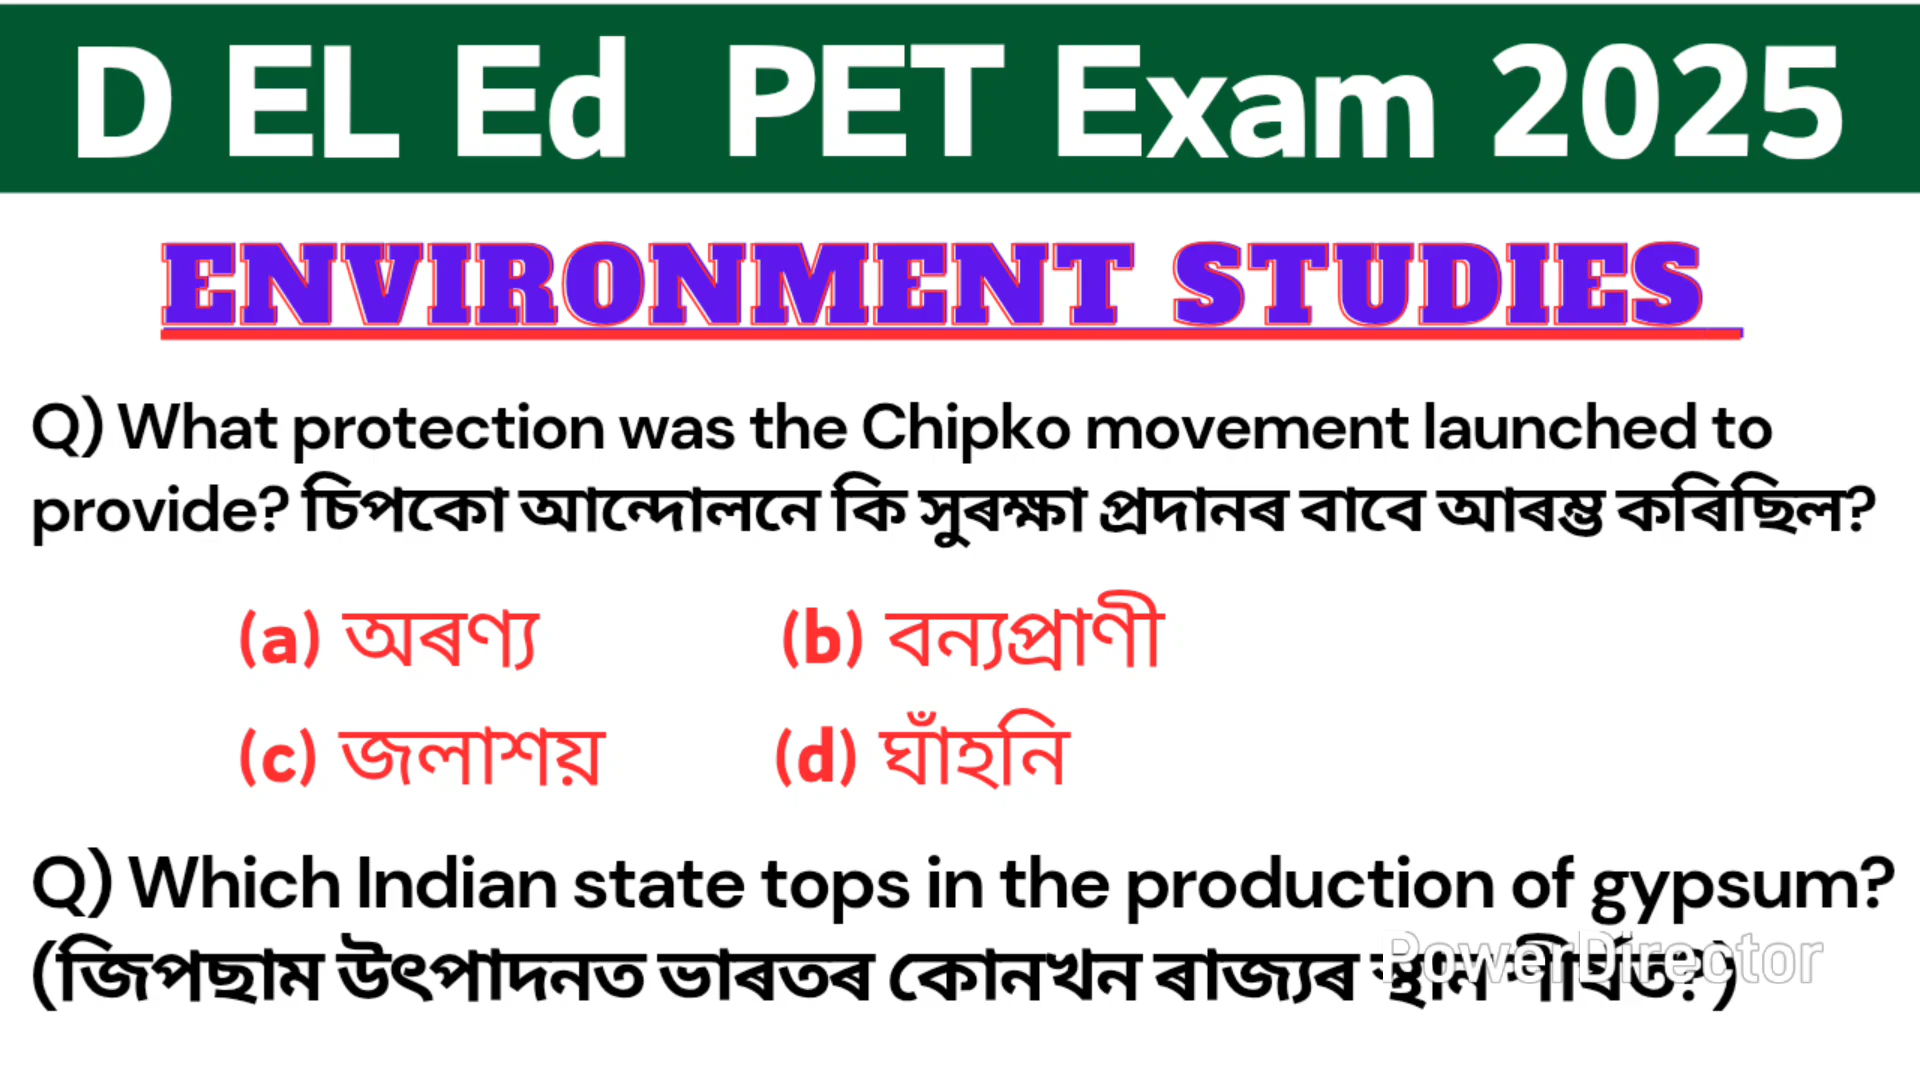 D EL Ed PET Exam 2025
ENVIRONMENT STUDIES
Q) What protection was the Chipko movement launched to
provide? চিপকো আন্দোলনে কি সুৰক্ষা প্ৰদানৰ বাবে আৰম্ভ কৰিছিল?
(a) অৰণ্য (b) বন্যপ্ৰাণী
(c) জলাশয় (d) ঘাঁহনি
Q) Which Indian state tops in the production of gypsum?
(জিপছাম উৎপাদনত ভাৰতৰ কোনখন ৰাজ্যৰ স্থান শীৰ্ষত?)
PowerDirector